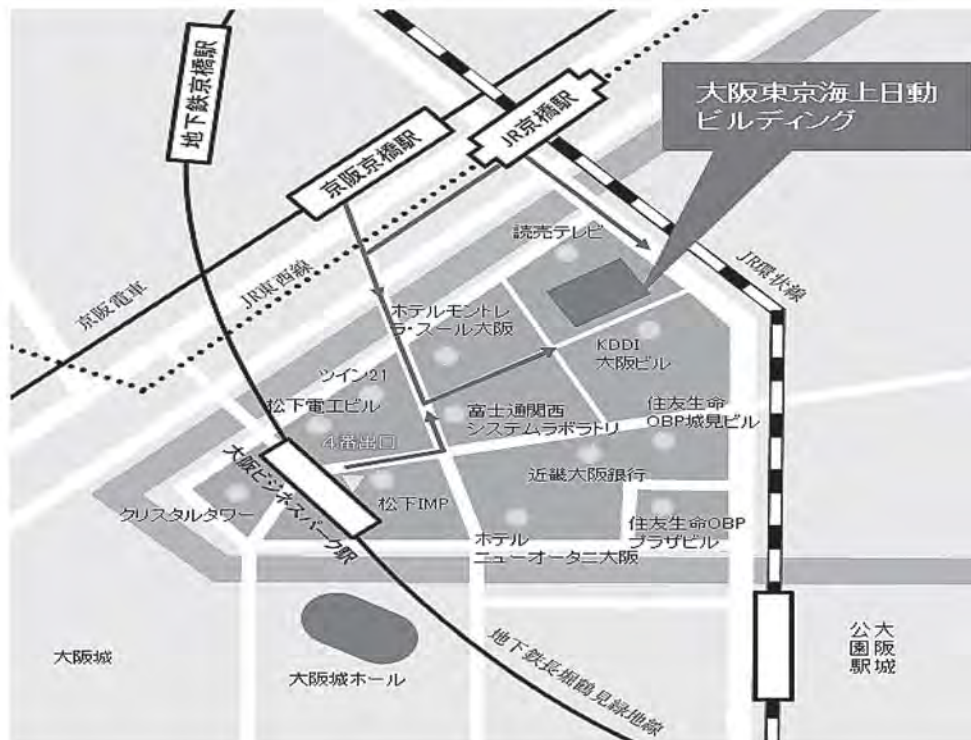 地下鉄京橋駅
京阪京橋駅
JR京橋駅
大阪東京海上日動
ビルディング
読売テレビ
JR環状線
京阪電車
JR東西線
ホテルモントレ
ラ・スール大阪
KDDI
大阪ビル
ツイン21
松下電工ビル
富士通関西
システムラボラトリ
住友生命
OBP城見ビル
4番出口
大阪ビジネスパーク駅
近畿大阪銀行
クリスタルタワー
松下IMP
住友生命OBP
プラザビル
ホテル
ニューオータニ大阪
地下鉄長堀鶴見緑地線
大阪城
大阪城ホール
大阪城
公園駅